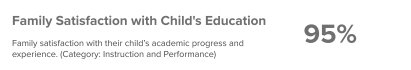 Family Satisfaction with Child's Education
95%
Family satisfaction with their child's academic progress and
experience. (Category: Instruction and Performance)